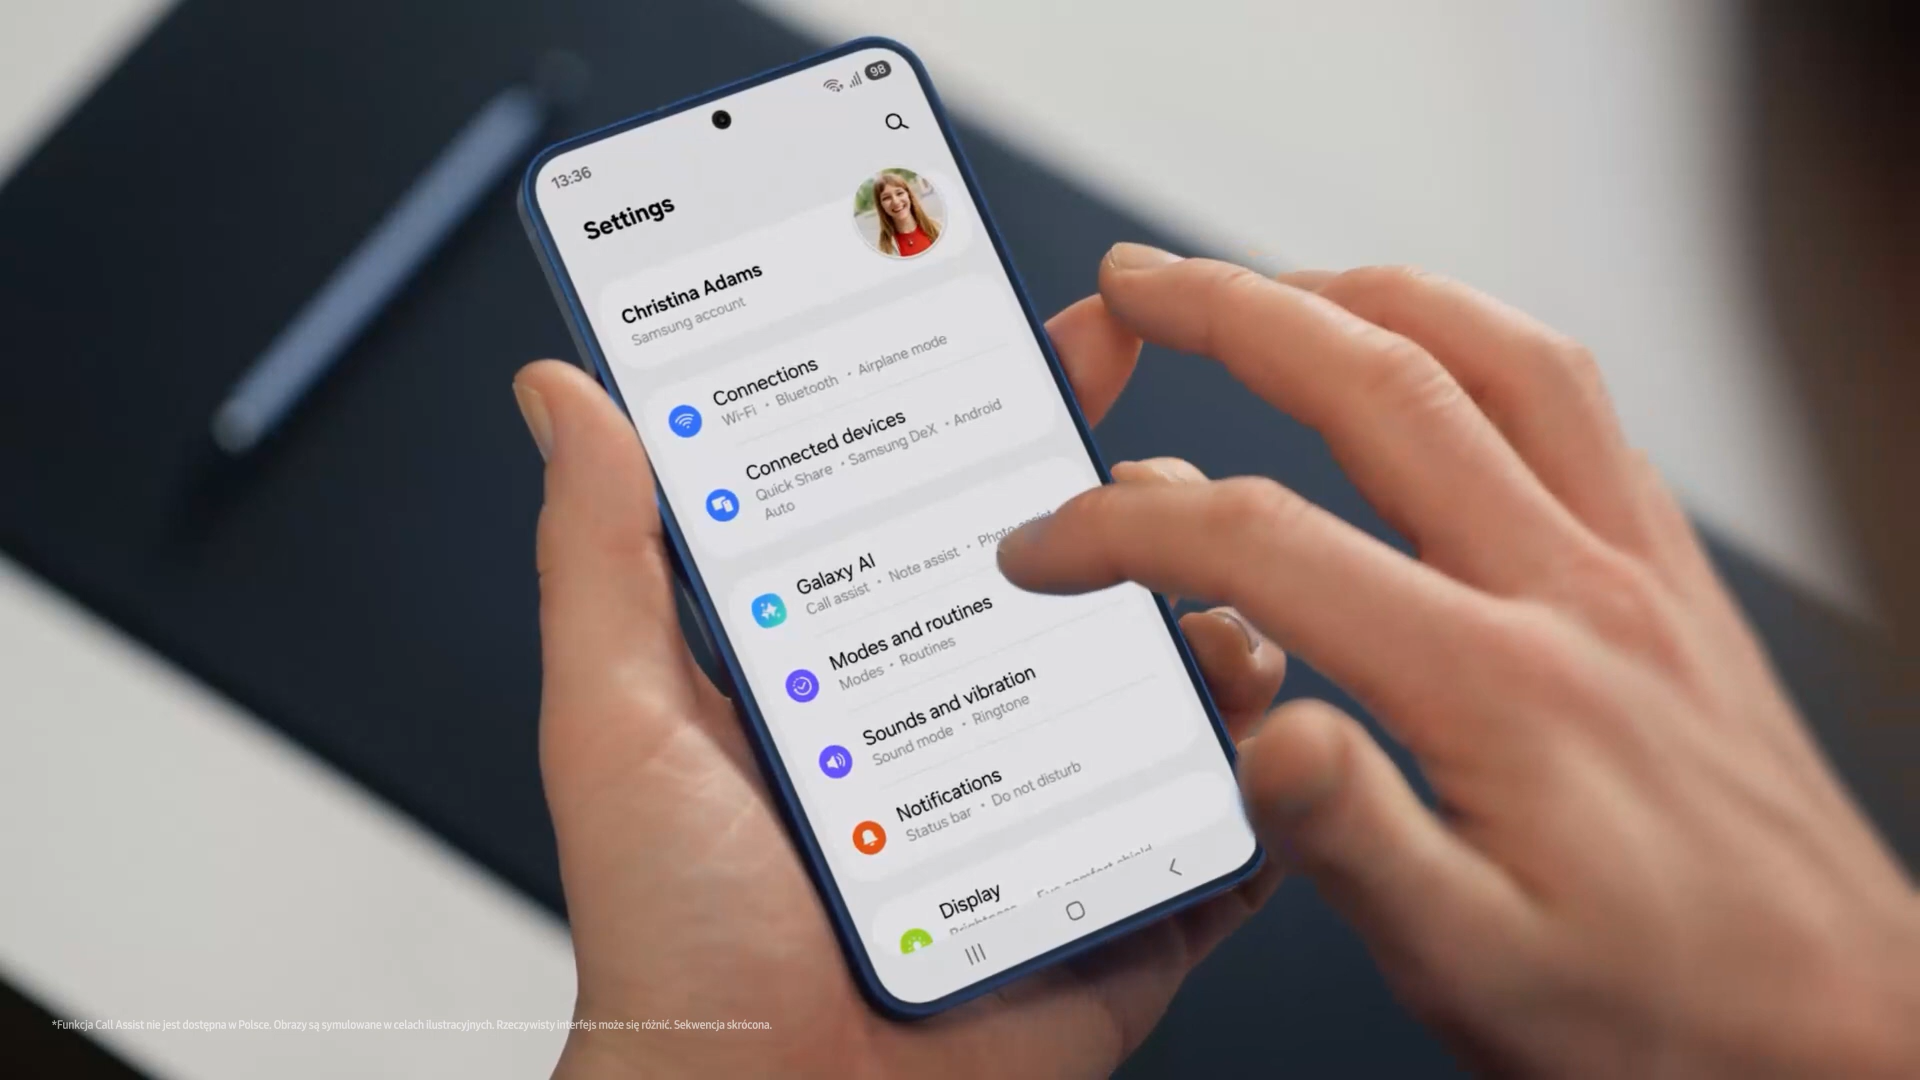 98
13:36
Settings
Christina Adams
Samsung account
Connections
Wi-Fi • Bluetooth • Airplane mode
Connected devices
Quick Share • Samsung DeX • Android
Auto
Galaxy AI
Call assist • Note assist • Photo assist
Modes and routines
Modes • Routines
Sounds and vibration
Sound mode • Ringtone
Notifications
Status bar • Do not disturb
Display
*Funkcja Call Assist nie jest dostępna w Polsce. Obrazy są symulowane w celach ilustracyjnych. Rzeczywisty interfejs może się różnić. Sekwencja skrócona.